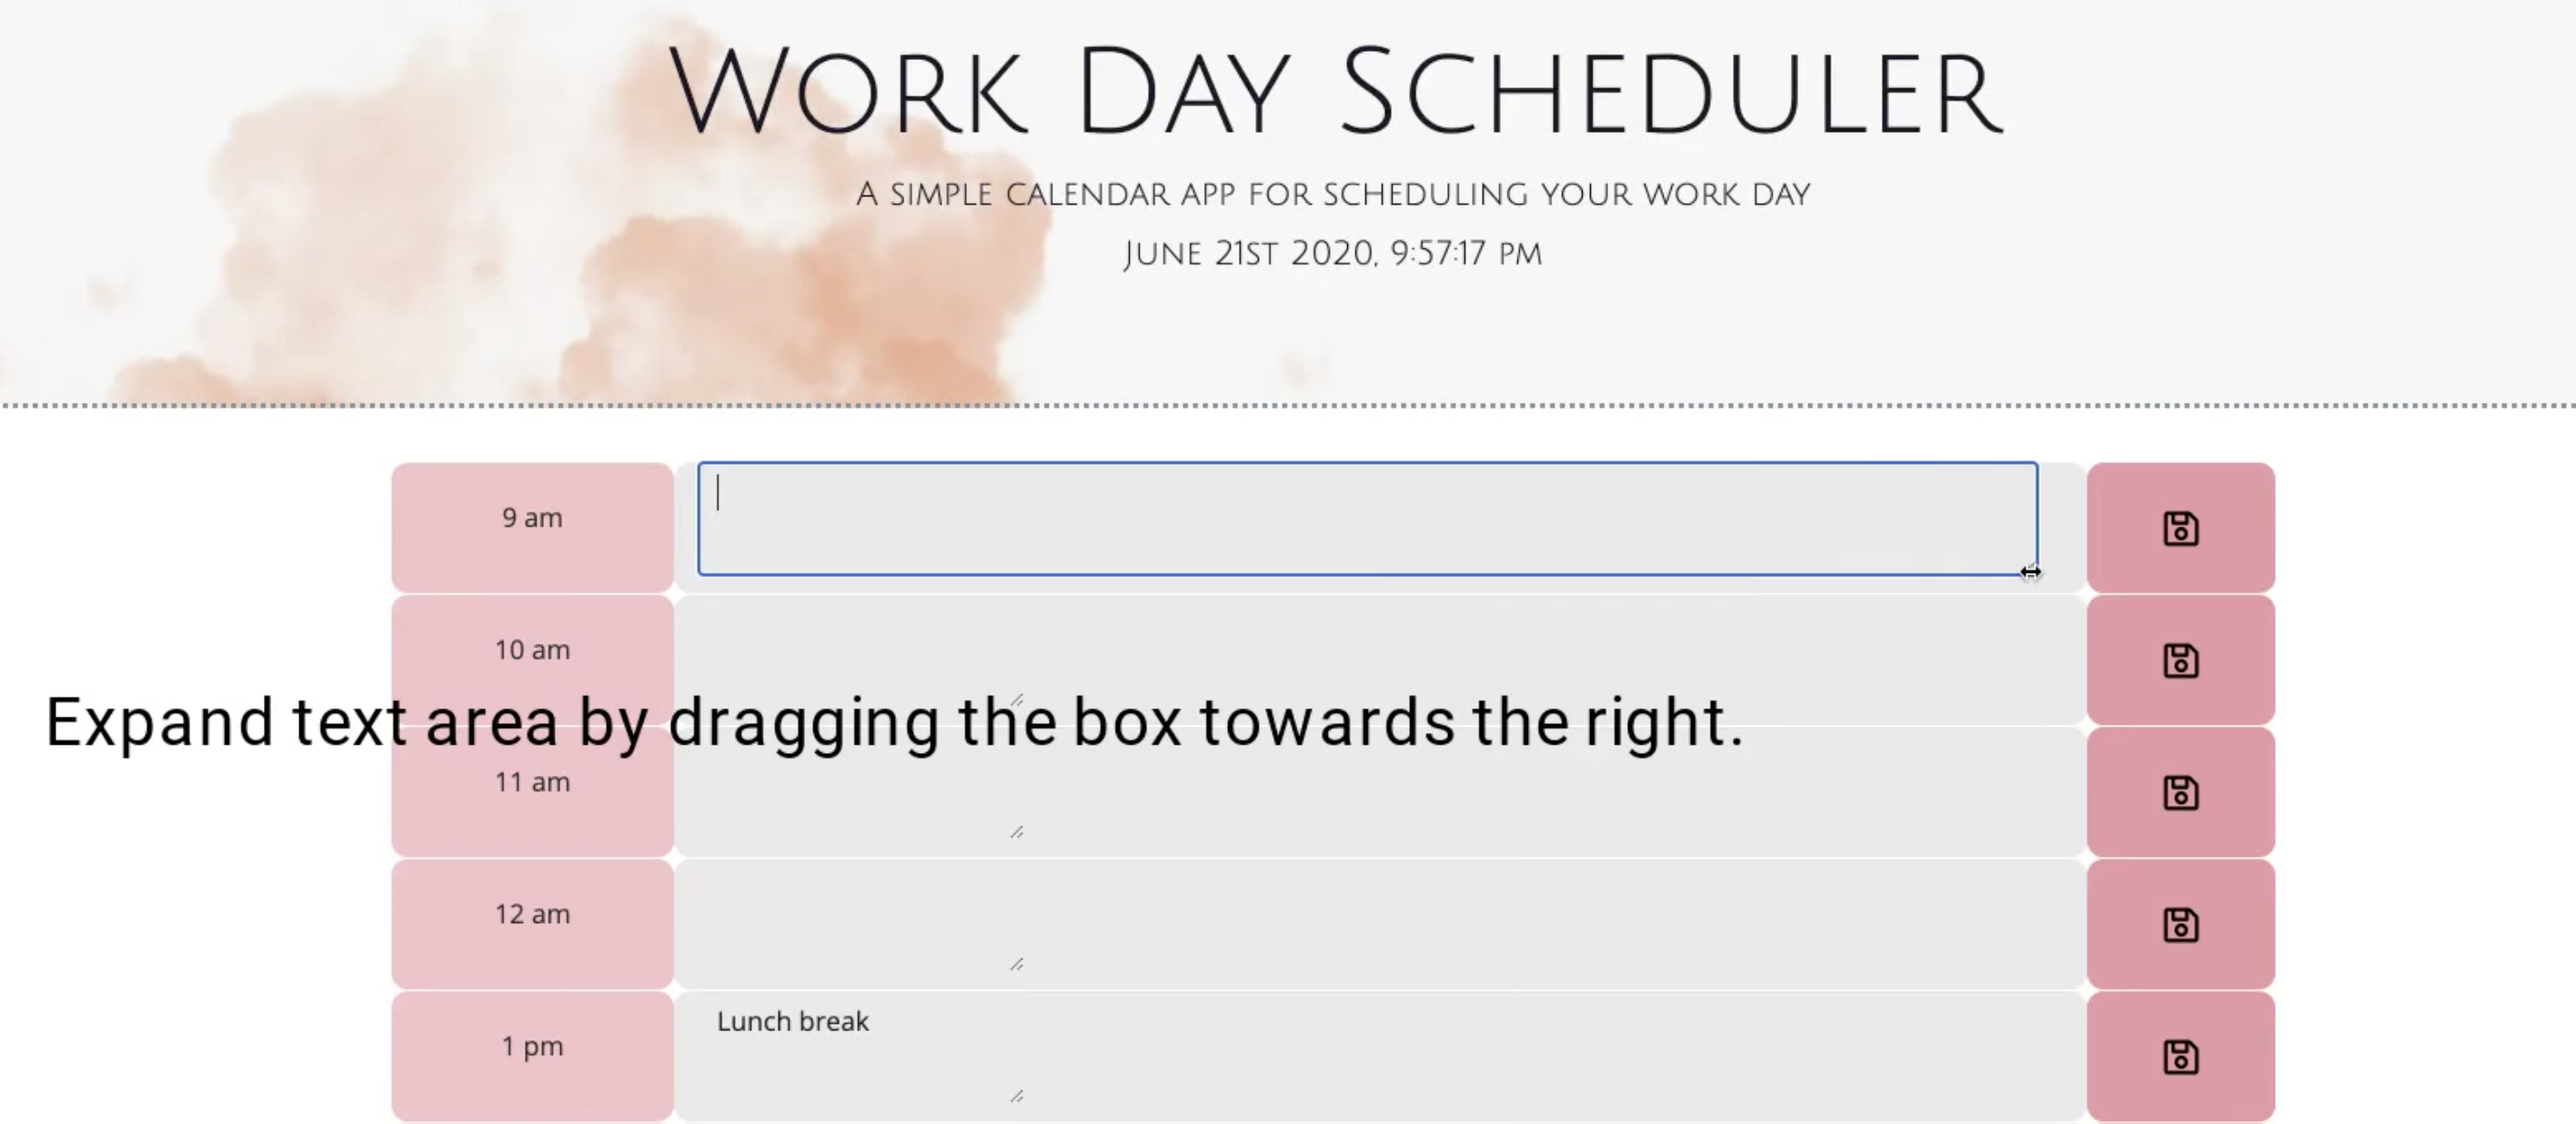 Work Day Scheduler
A simple calendar app for scheduling your work day
June 21st 2020, 9:57:17 pm
9 am
10 am
Expand text area by dragging the box towards the right.
11 am
12 am
Lunch break
1 pm